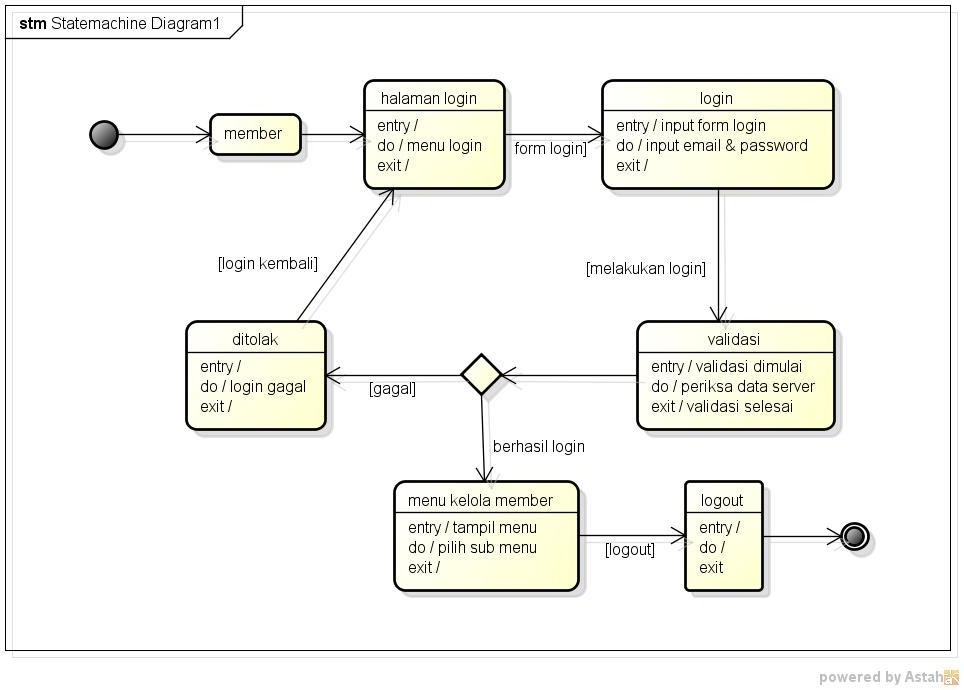 stm Statemachine Diagram1
member
halaman login
entry /
do / menu login
exit /
form login]
login
entry / input form login
do / input email & password
exit /
[login kembali]
[melakukan login]
ditolak
entry /
do / login gagal
exit /
[gagal]
validasi
entry / validasi dimulai
do / periksa data server
exit / validasi selesai
berhasil login
menu kelola member
entry / tampil menu
do / pilih sub menu
exit /
[logout]
logout
entry /
do /
exit
powered by Astah